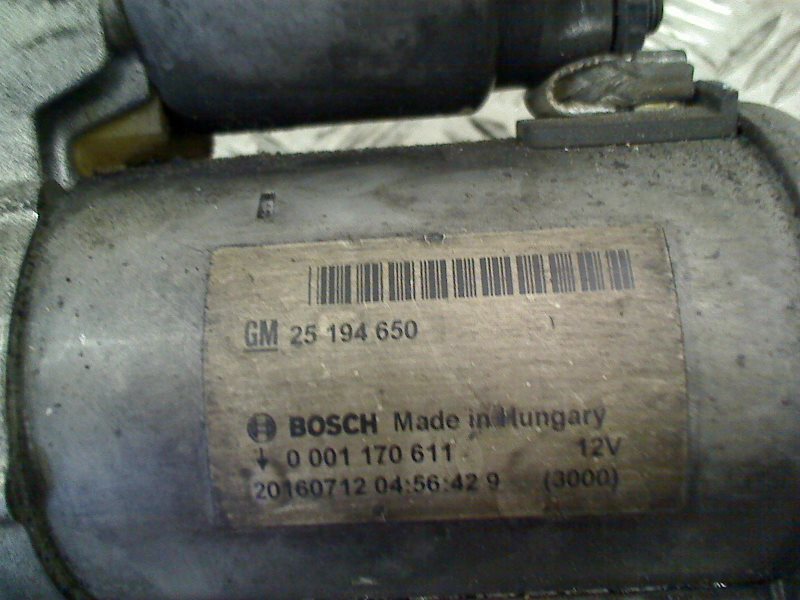 GM 25 194 650
BOSCH Made in Hungary
0 001 170 611 12V
20160712 04:56:42 9 (3000)